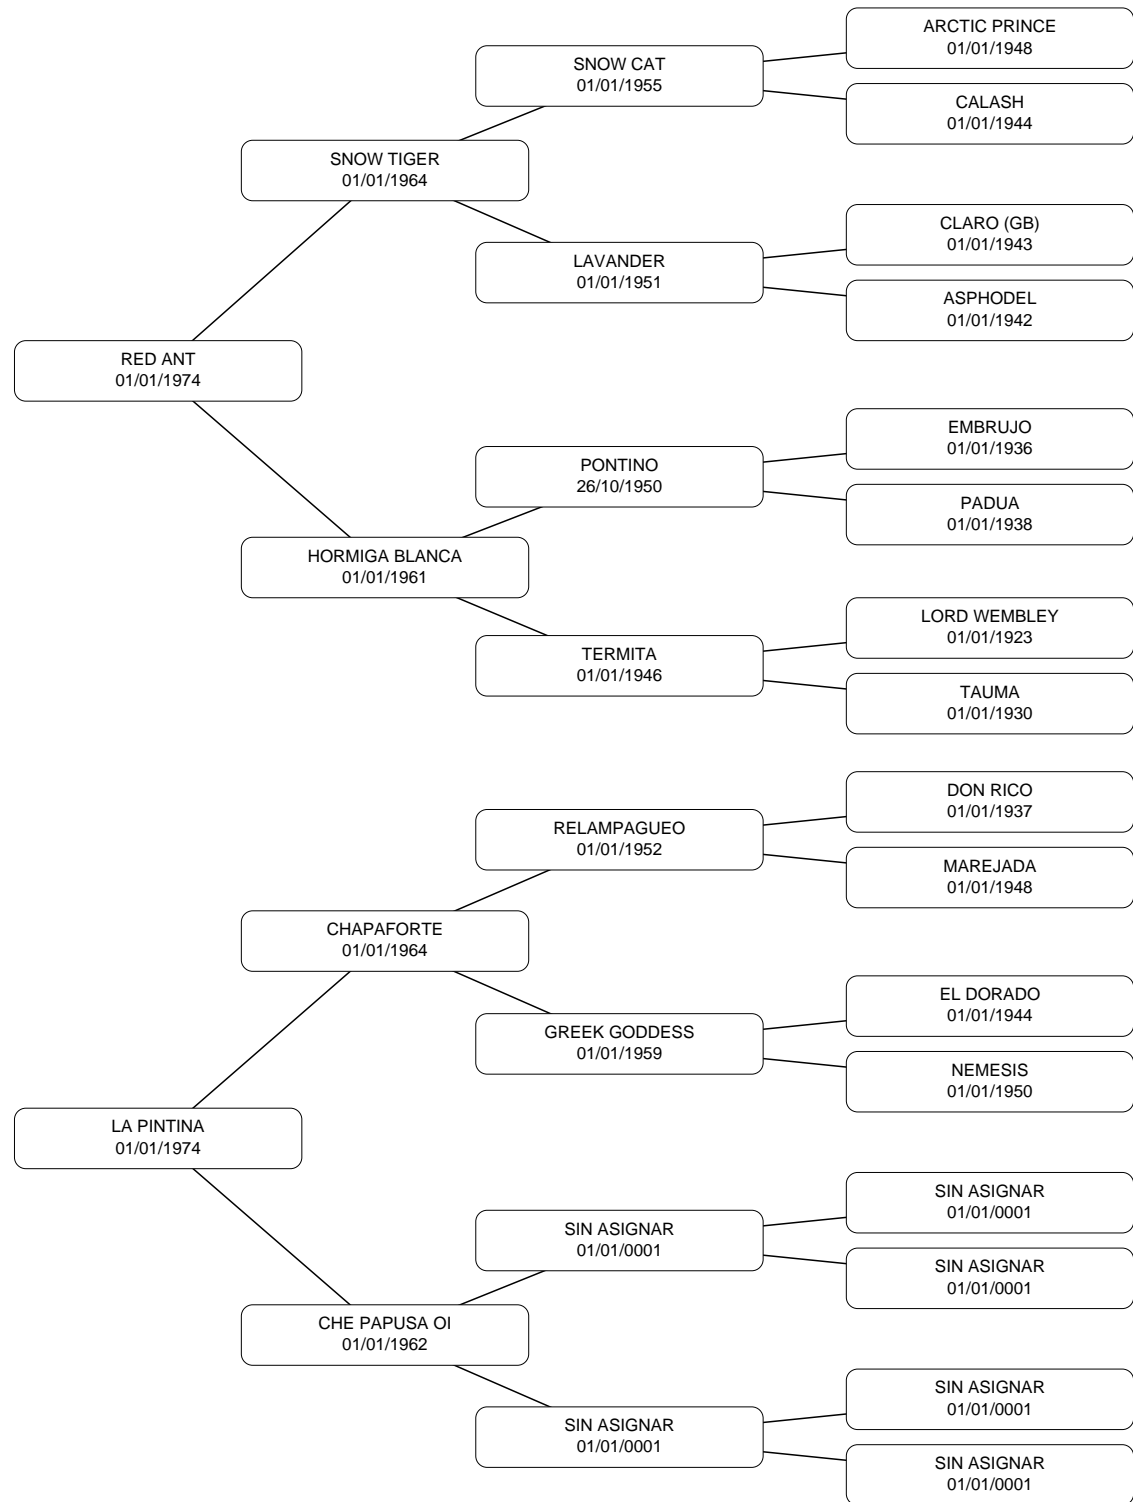 ARCTIC PRINCE
01/01/1948
SNOW CAT
01/01/1955
CALASH
01/01/1944
SNOW TIGER
01/01/1964
CLARO (GB)
01/01/1943
LAVANDER
01/01/1951
ASPHODEL
01/01/1942
RED ANT
01/01/1974
EMBRUJO
01/01/1936
PONTINO
26/10/1950
PADUA
01/01/1938
HORMIGA BLANCA
01/01/1961
LORD WEMBLEY
01/01/1923
TERMITA
01/01/1946
TAUMA
01/01/1930
DON RICO
01/01/1937
RELAMPAGUEO
01/01/1952
MAREJADA
01/01/1948
CHAPAFORTE
01/01/1964
EL DORADO
01/01/1944
GREEK GODDESS
01/01/1959
NEMESIS
01/01/1950
LA PINTINA
01/01/1974
SIN ASIGNAR
01/01/0001
SIN ASIGNAR
01/01/0001
SIN ASIGNAR
01/01/0001
CHE PAPUSA OI
01/01/1962
SIN ASIGNAR
01/01/0001
SIN ASIGNAR
01/01/0001
SIN ASIGNAR
01/01/0001